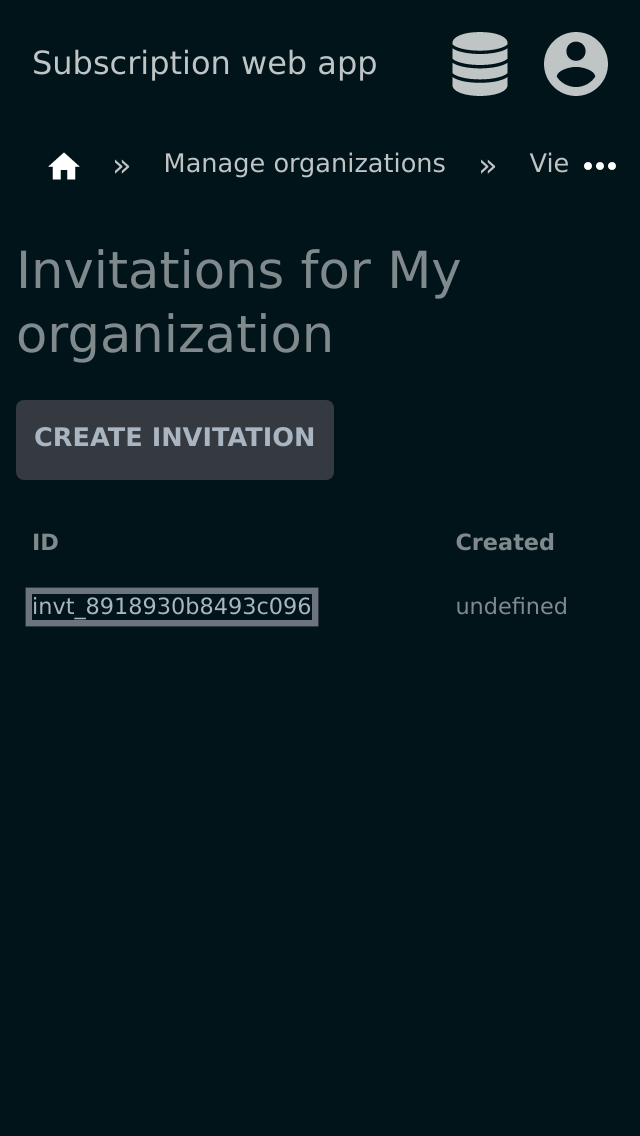 Subscription web app
» Manage organizations » Vie
Invitations for My
organization
CREATE INVITATION
ID Created
invt_8918930b8493c096 undefined